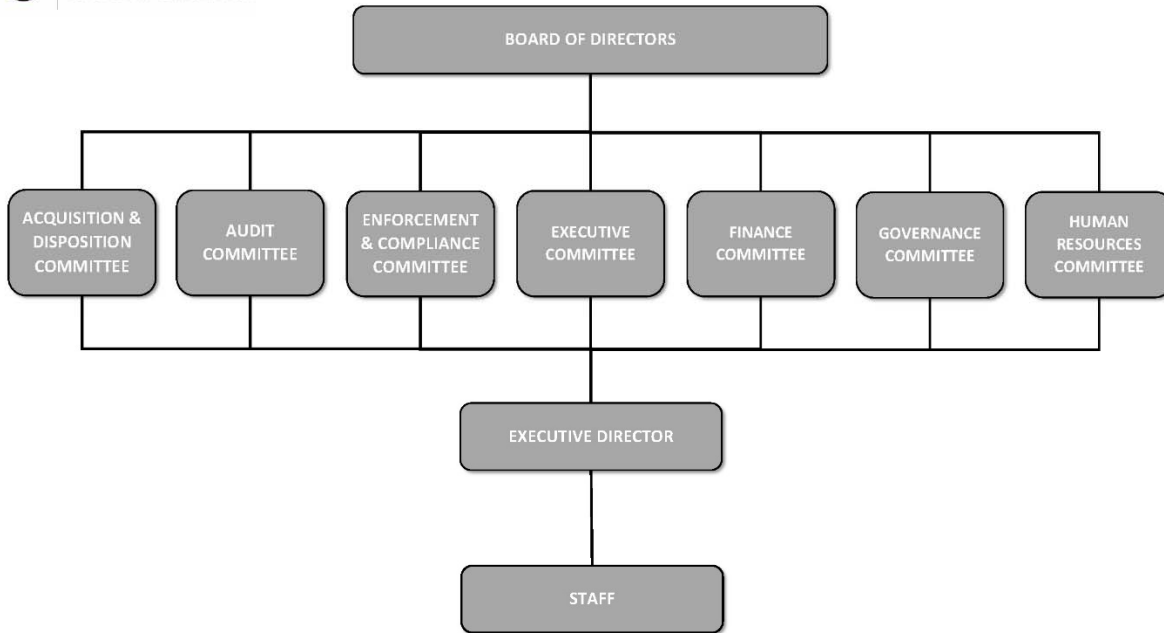 BOARD OF DIRECTORS
ACQUISITION &
DISPOSITION
COMMITTEE
AUDIT
COMMITTEE
ENFORCEMENT
& COMPLIANCE
COMMITTEE
EXECUTIVE
COMMITTEE
FINANCE
COMMITTEE
GOVERNANCE
COMMITTEE
HUMAN
RESOURCES
COMMITTEE
EXECUTIVE DIRECTOR
STAFF